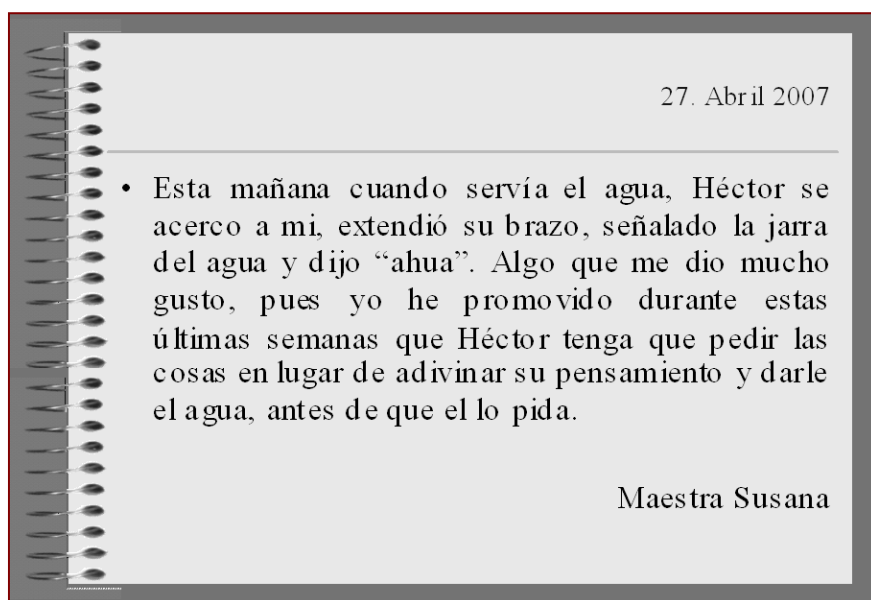 27. Abril 2007
• Esta mañana cuando servía el agua, Héctor se
acerco a mi, extendió su brazo, señalado la jarra
del agua y dijo “ahua”. Algo que me dio mucho
gusto, pues yo he promovido durante estas
últimas semanas que Héctor tenga que pedir las
cosas en lugar de adivinar su pensamiento y darle
el agua, antes de que el lo pida.
Maestra Susana